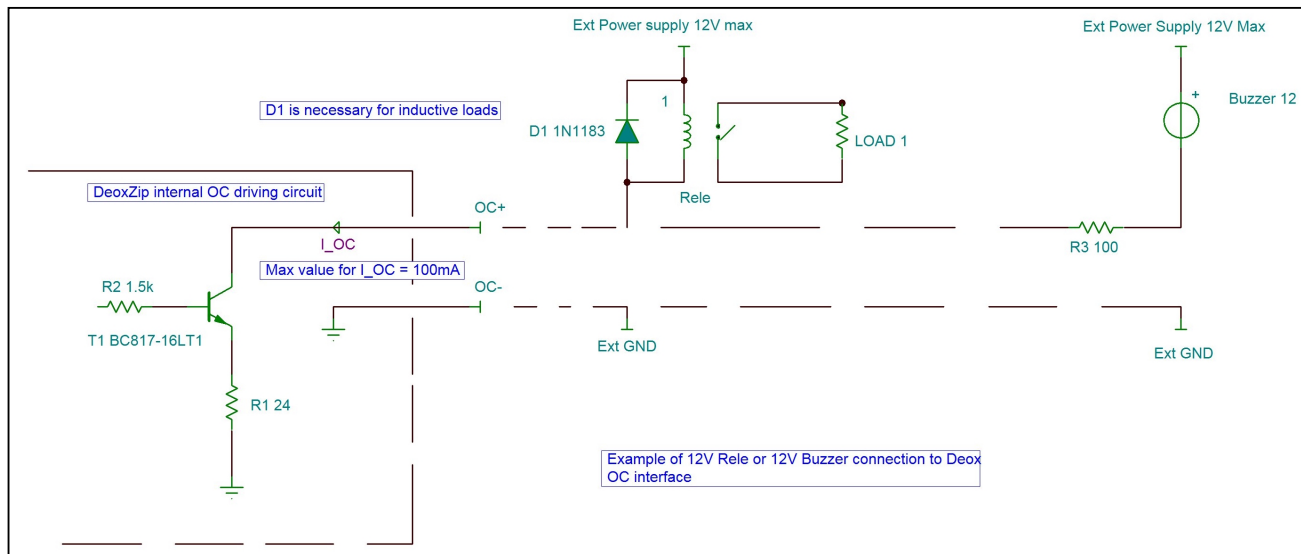 Ext Power supply 12V max
Ext Power Supply 12V Max
D1 is necessary for inductive loads
1
+
Buzzer 12
D1 1N1183
LOAD 1
DeoxZip internal OC driving circuit
Rele
OC+
I_OC
R3 100
Max value for I_OC = 100mA
R2 1.5k
OC-
T1 BC817-16LT1
Ext GND
Ext GND
R1 24
Example of 12V Rele or 12V Buzzer connection to Deox
OC interface